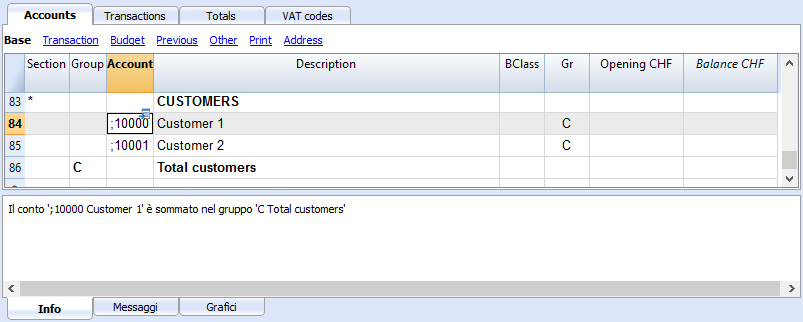 Accounts Transactions Totals VAT codes
Base Transaction Budget Previous Other Print Address
Section Group Account Description BClass Gr Opening CHF Balance CHF
83 * CUSTOMERS
84 ;10000 Customer 1 C
85 ;10001 Customer 2 C
86 C Total customers
Il conto ';10000 Customer 1' è sommato nel gruppo 'C Total customers'
Info Messaggi Grafici